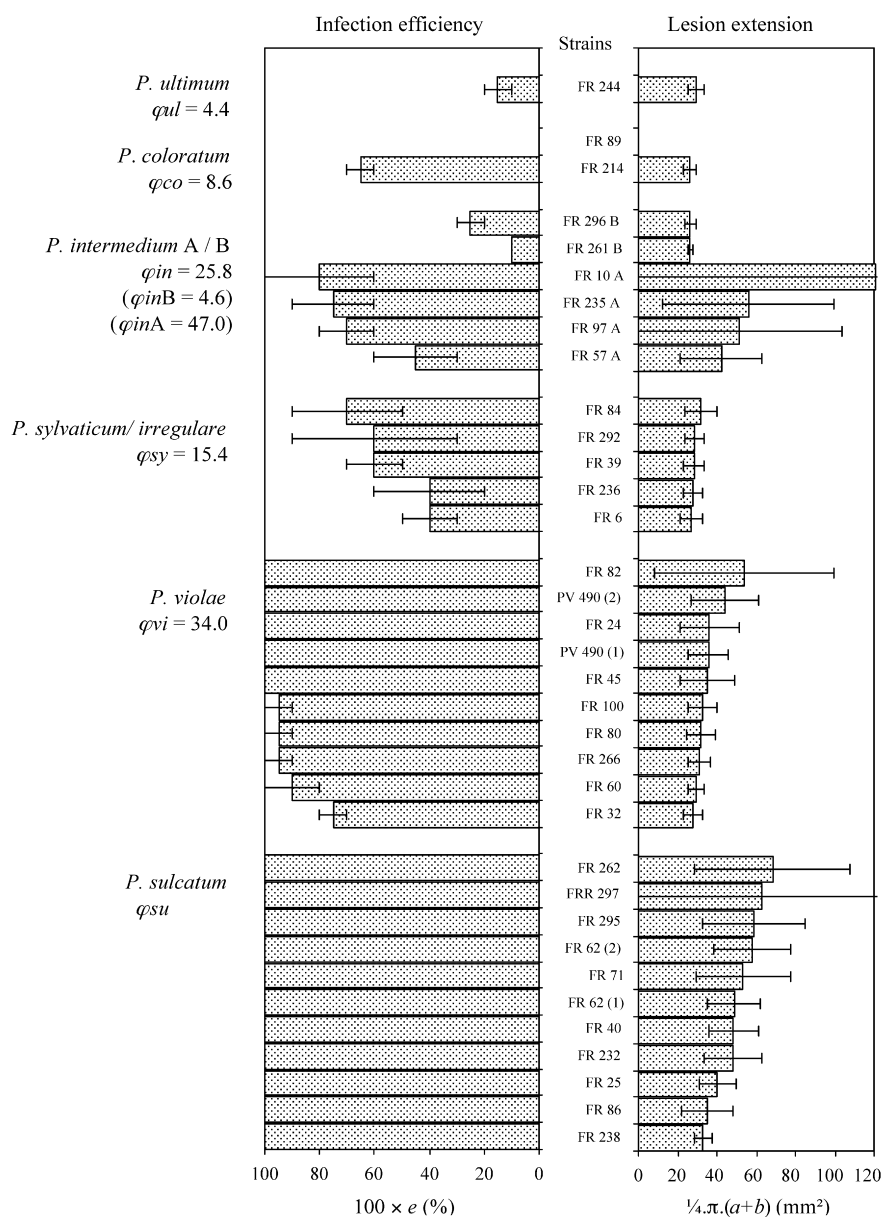 Infection efficiency
Lesion extension
Strains
P. ultimum
φul = 4.4
FR 244
FR 89
P. coloratum
φco = 8.6
FR 214
FR 296 B
P. intermedium A / B
φin = 25.8
(φinB = 4.6)
(φinA = 47.0)
FR 261 B
FR 10 A
FR 235 A
FR 97 A
FR 57 A
P. sylvaticum/ irregulare
φsy = 15.4
FR 84
FR 292
FR 39
FR 236
FR 6
P. violae
φvi = 34.0
FR 82
PV 490 (2)
FR 24
PV 490 (1)
FR 45
FR 100
FR 80
FR 266
FR 60
FR 32
P. sulcatum
φsu
FR 262
FRR 297
FR 295
FR 62 (2)
FR 71
FR 62 (1)
FR 40
FR 232
FR 25
FR 86
FR 238
100 80 60 40 20 0
0 20 40 60 80 100 120
100 × e (%)
¼.π.(a+b) (mm²)